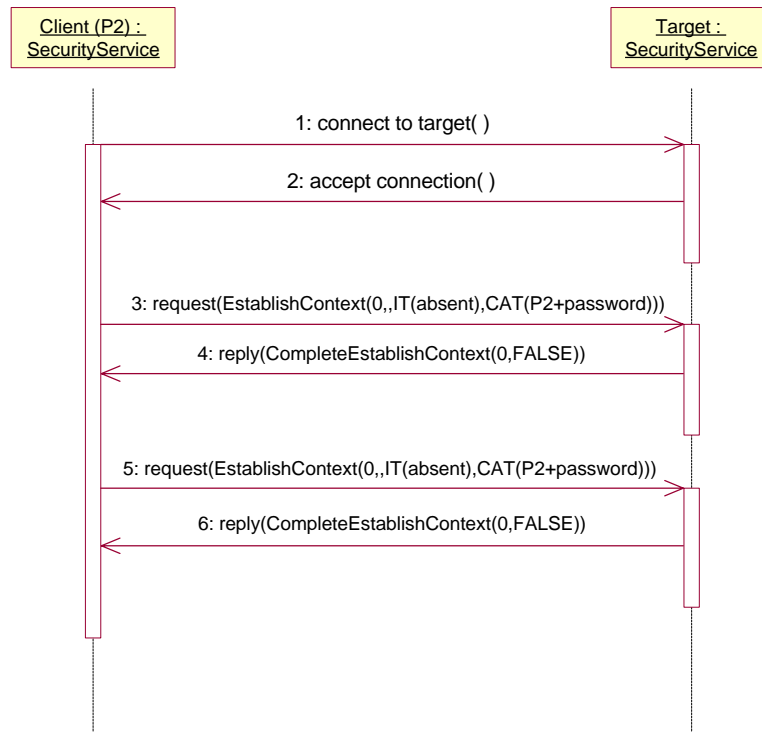 Client (P2) :
SecurityService
Target :
SecurityService
1: connect to target( )
2: accept connection( )
3: request(EstablishContext(0,,IT(absent),CAT(P2+password)))
4: reply(CompleteEstablishContext(0,FALSE))
5: request(EstablishContext(0,,IT(absent),CAT(P2+password)))
6: reply(CompleteEstablishContext(0,FALSE))